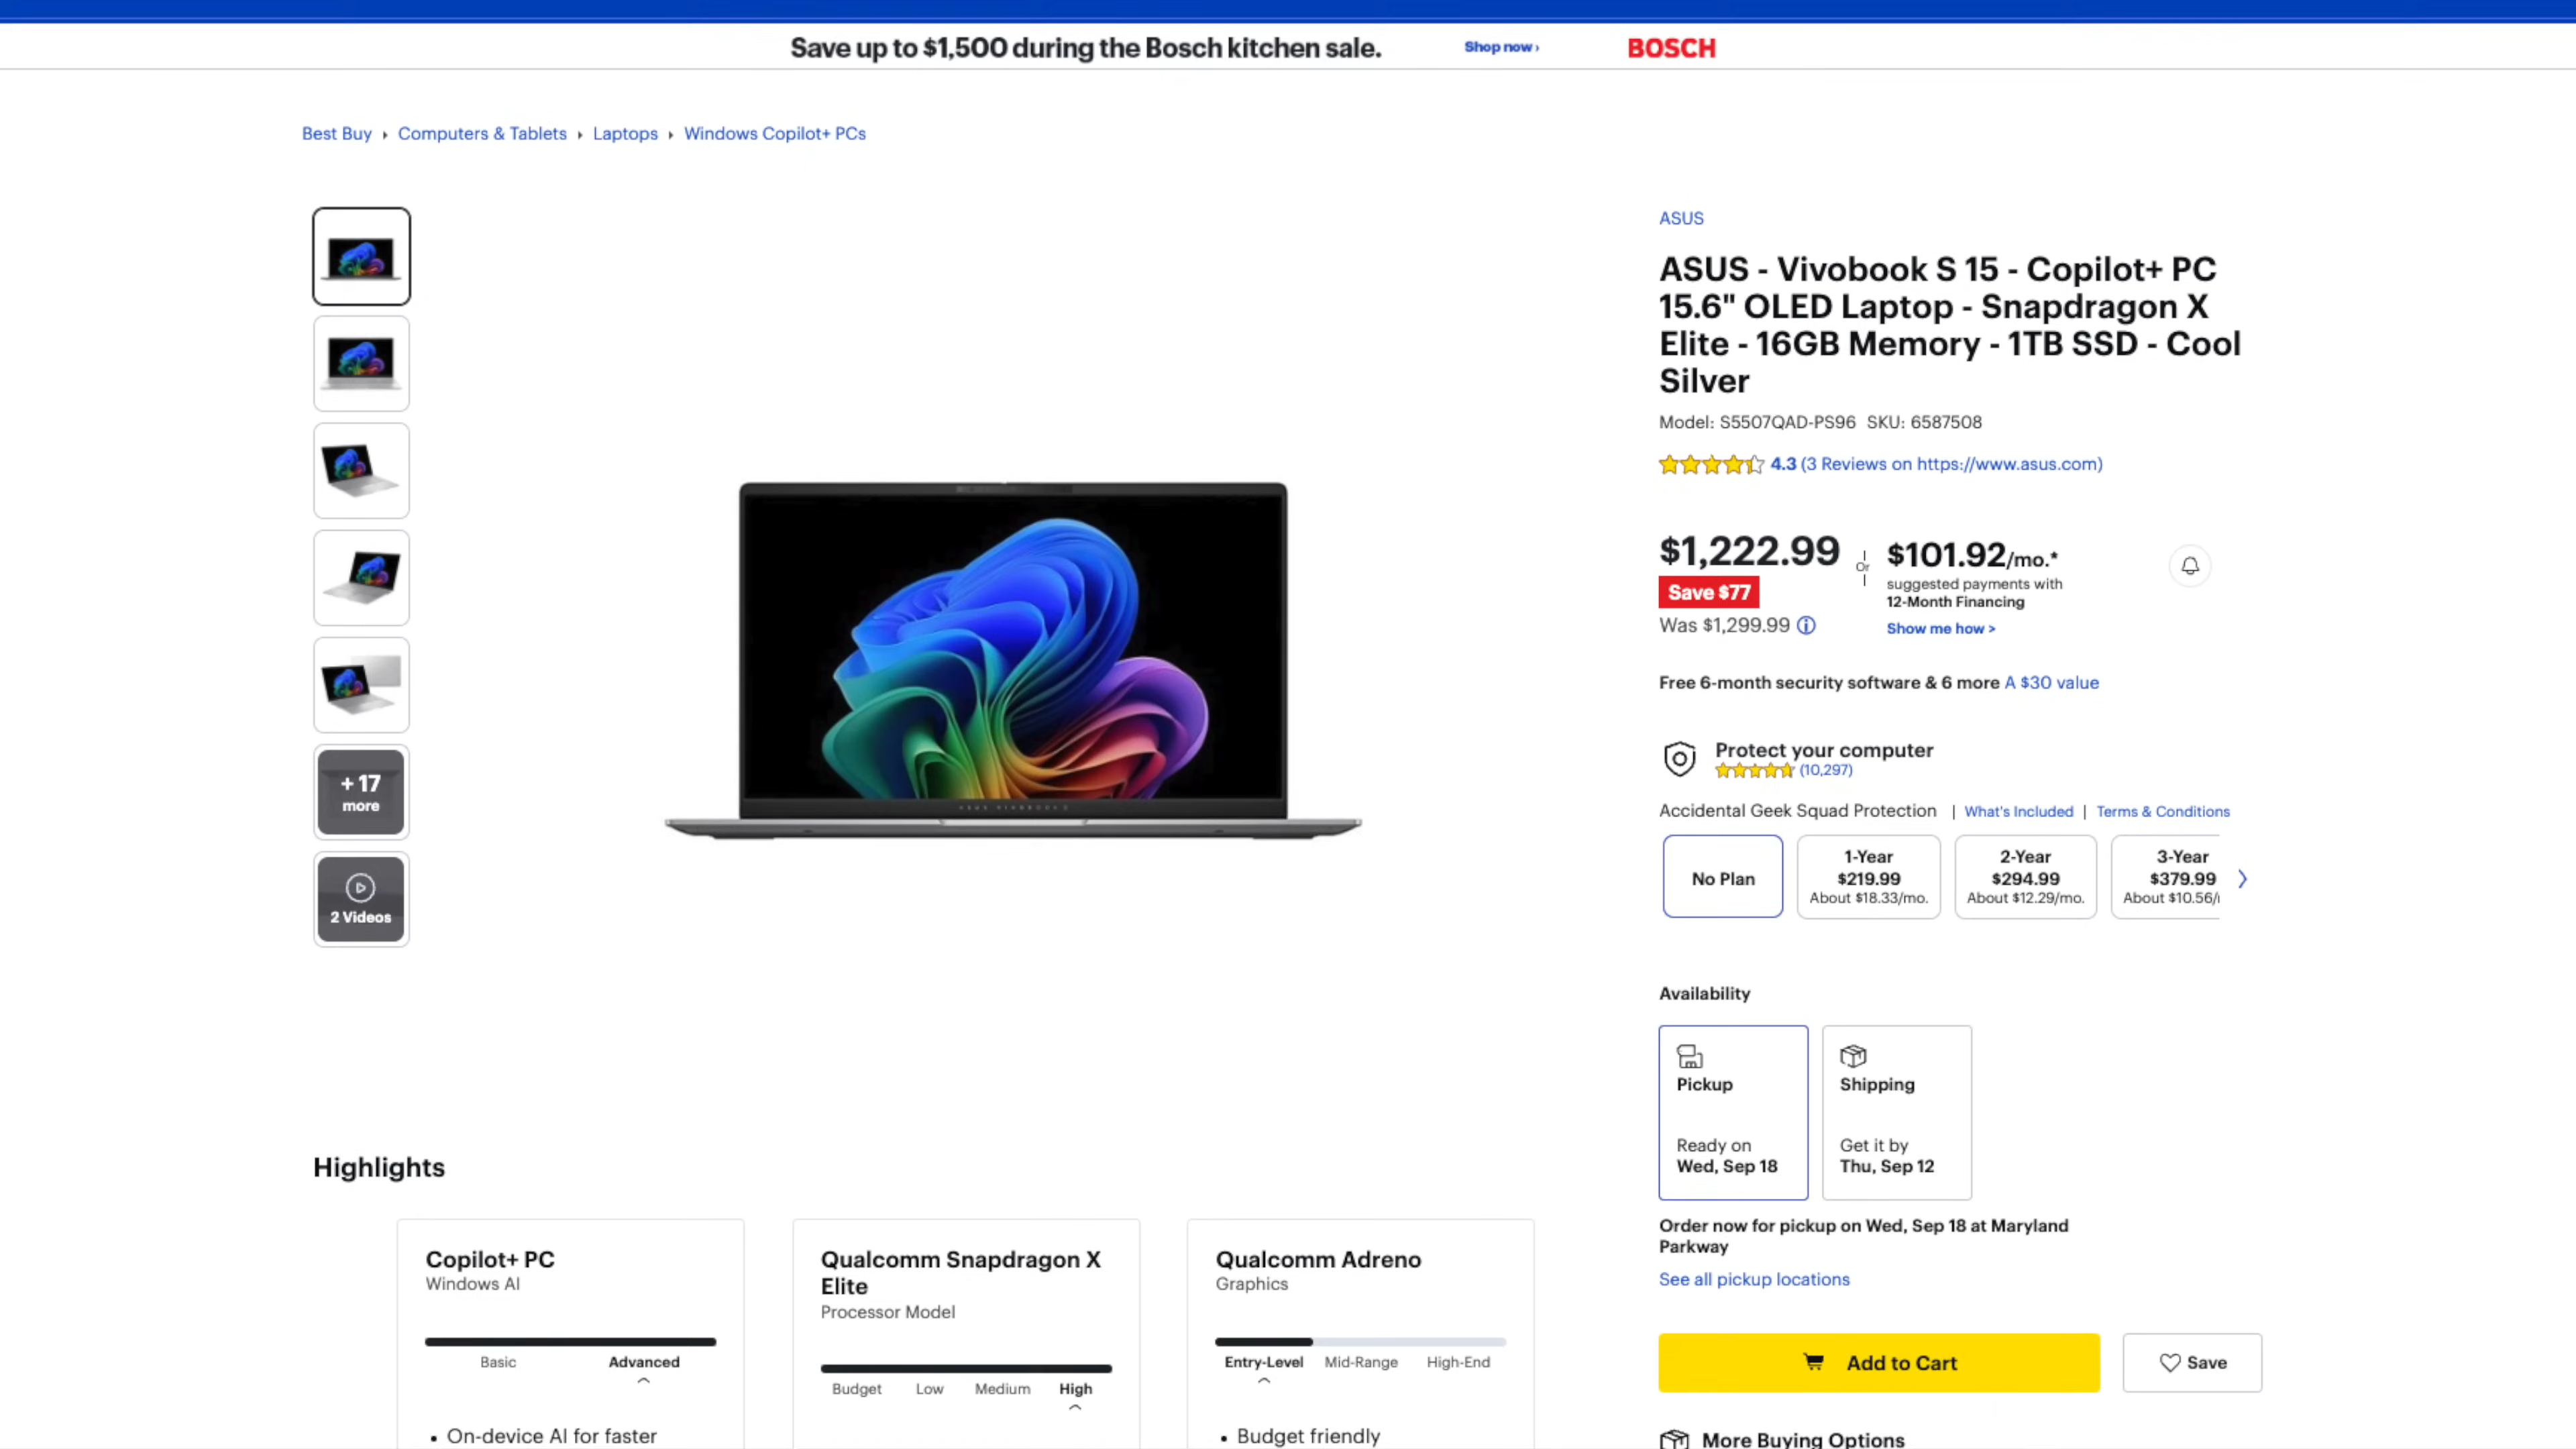 Save up to $1,500 during the Bosch kitchen sale. Shop now › BOSCH
Best Buy › Computers & Tablets › Laptops › Windows Copilot+ PCs
+ 17
more
2 Videos
ASUS
ASUS - Vivobook S 15 - Copilot+ PC
15.6" OLED Laptop - Snapdragon X
Elite - 16GB Memory - 1TB SSD - Cool
Silver
Model: S5507QAD-PS96 SKU: 6587508
4.3 (3 Reviews on https://www.asus.com)
$1,222.99
Save $77
Was $1,299.99
Or
$101.92/mo.*
suggested payments with
12-Month Financing
Show me how >
Free 6-month security software & 6 more A $30 value
Protect your computer
(10,297)
Accidental Geek Squad Protection | What's Included | Terms & Conditions
No Plan
1-Year
$219.99
About $18.33/mo.
2-Year
$294.99
About $12.29/mo.
3-Year
$379.99
About $10.56/
Availability
Pickup
Ready on
Wed, Sep 18
Shipping
Get it by
Thu, Sep 12
Order now for pickup on Wed, Sep 18 at Maryland
Parkway
See all pickup locations
Add to Cart
Save
More Buying Options
Highlights
Copilot+ PC
Windows AI
Basic Advanced
• On-device AI for faster
Qualcomm Snapdragon X
Elite
Processor Model
Budget Low Medium High
Qualcomm Adreno
Graphics
Entry-Level Mid-Range High-End
• Budget friendly